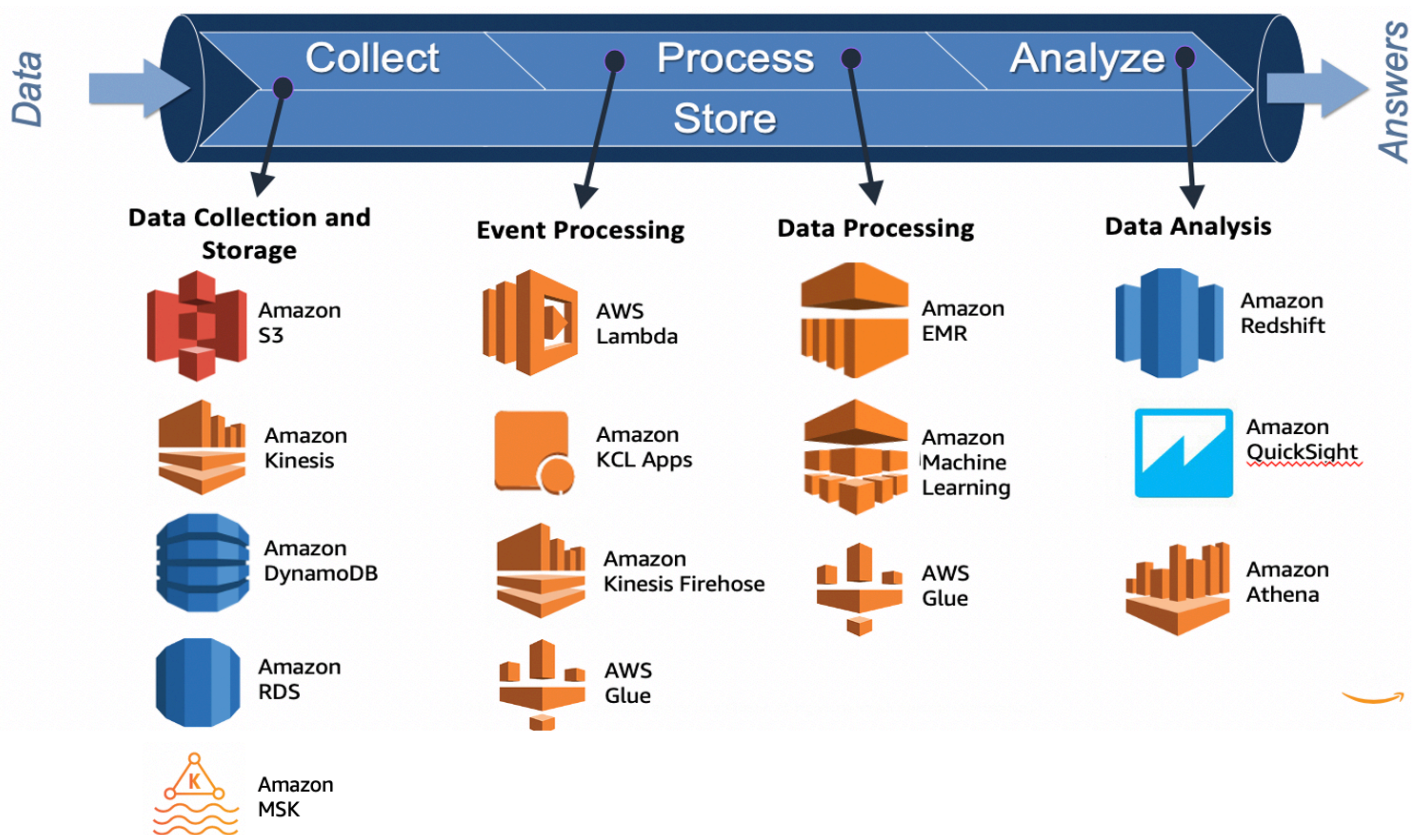 Data
Collect
Process
Analyze
Store
Answers
Data Collection and
Storage
Amazon
S3
Amazon
Kinesis
Amazon
DynamoDB
Amazon
RDS
K
Amazon
MSK
Event Processing
AWS
Lambda
Amazon
KCL Apps
Amazon
Kinesis Firehose
AWS
Glue
Data Processing
Amazon
EMR
Amazon
Machine
Learning
AWS
Glue
Data Analysis
Amazon
Redshift
Amazon
QuickSight
Amazon
Athena